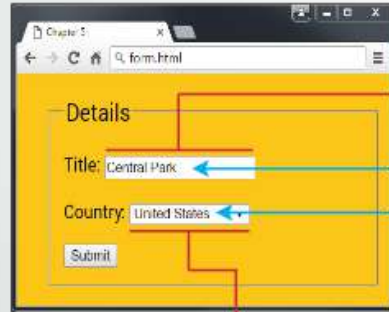 Chapter 5
form.html
Details
Title: Central Park
Country: United States
Submit